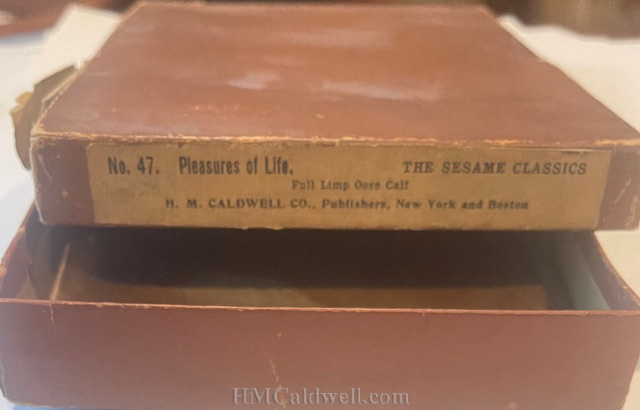 No. 47. Pleasures of Life. THE SESAME CLASSICS
Full Limp Ooze Calf
H. M. CALDWELL CO., Publishers, New York and Boston
HMCaldwell.com